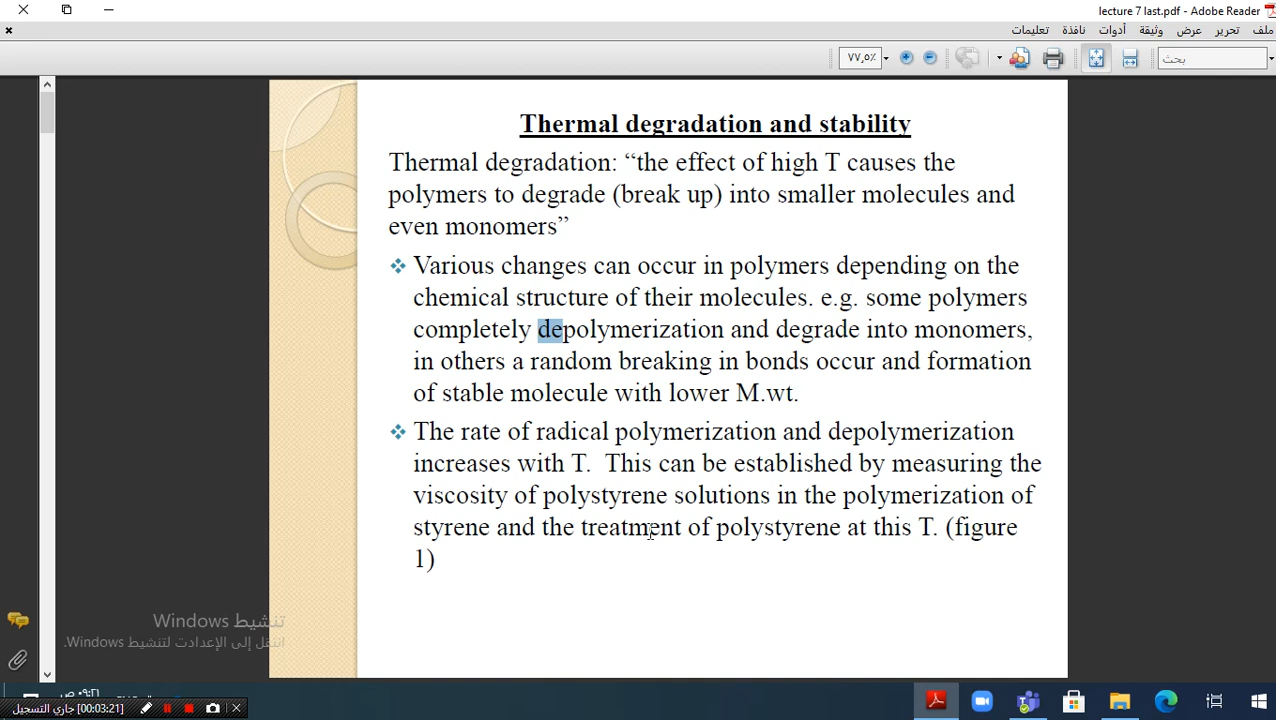 lecture 7 last.pdf - Adobe Reader
ملف تحرير عرض وثيقة أدوات نافذة تعليمات
٧٧,٥٪
بحث
Thermal degradation and stability
Thermal degradation: “the effect of high T causes the
polymers to degrade (break up) into smaller molecules and
even monomers”
Various changes can occur in polymers depending on the
chemical structure of their molecules. e.g. some polymers
completely depolymerization and degrade into monomers,
in others a random breaking in bonds occur and formation
of stable molecule with lower M.wt.
The rate of radical polymerization and depolymerization
increases with T. This can be established by measuring the
viscosity of polystyrene solutions in the polymerization of
styrene and the treatment of polystyrene at this T. (figure
1)
تنشيط Windows
انتقل إلى الإعدادت لتنشيط Windows.
جاري التسجيل [00:03:21]